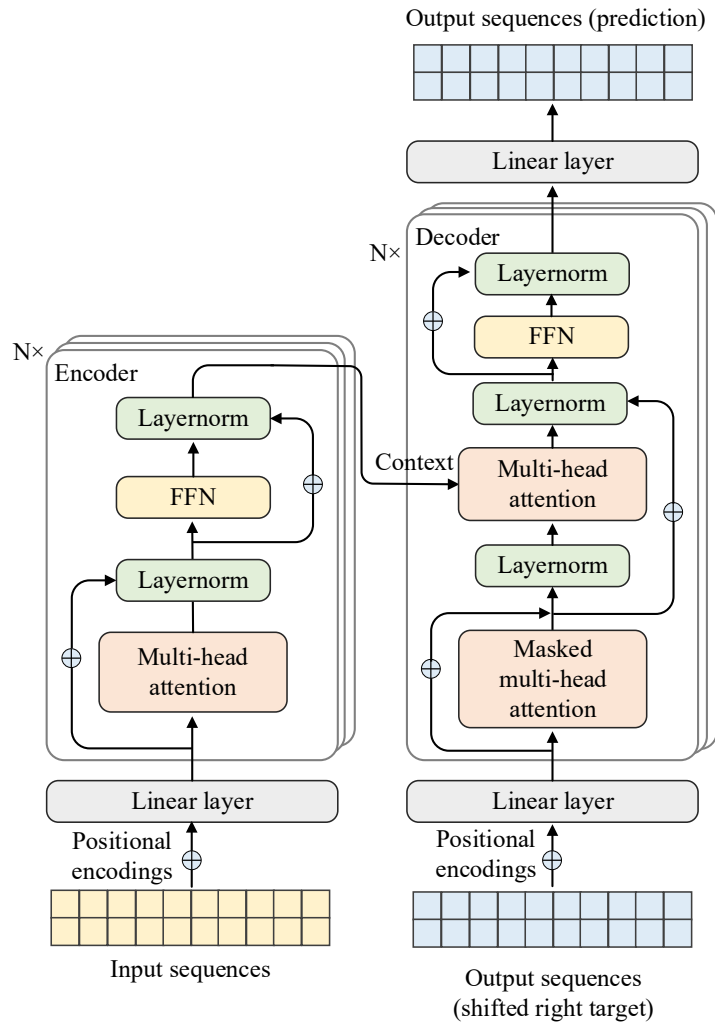 Output sequences (prediction)
Linear layer
N×
Decoder
Layernorm
FFN
Layernorm
Multi-head
attention
Layernorm
Masked
multi-head
attention
Linear layer
Positional
encodings
Output sequences
(shifted right target)
N×
Encoder
Layernorm
Context
FFN
Layernorm
Multi-head
attention
Linear layer
Positional
encodings
Input sequences